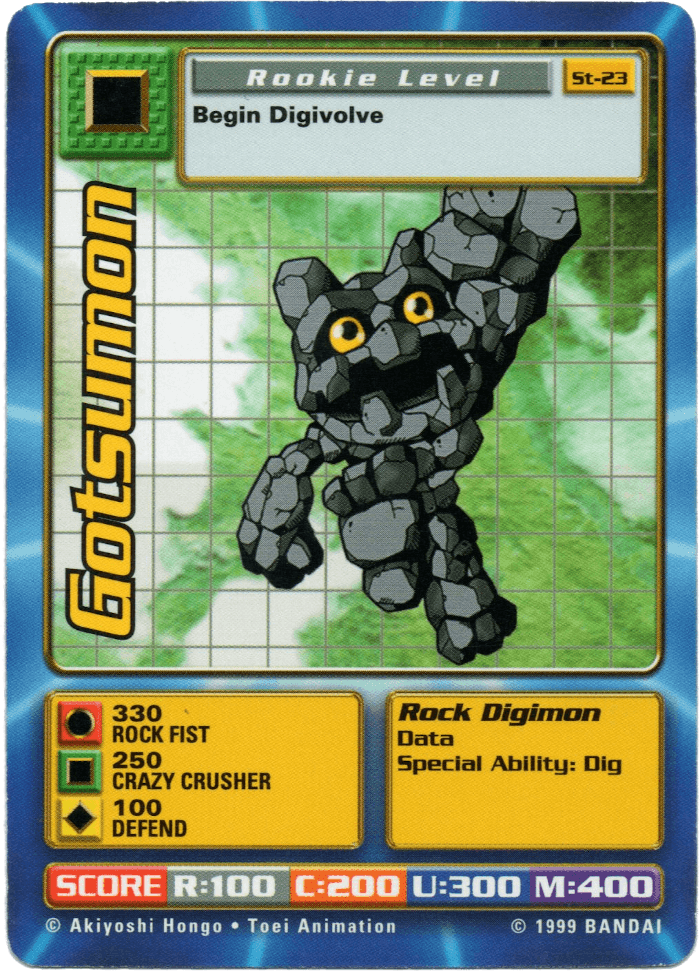 Rookie Level
St-23
Begin Digivolve
Gotsumon
330
ROCK FIST
250
CRAZY CRUSHER
100
DEFEND
Rock Digimon
Data
Special Ability: Dig
SCORE R:100 C:200 U:300 M:400
© Akiyoshi Hongo • Toei Animation
© 1999 BANDAI